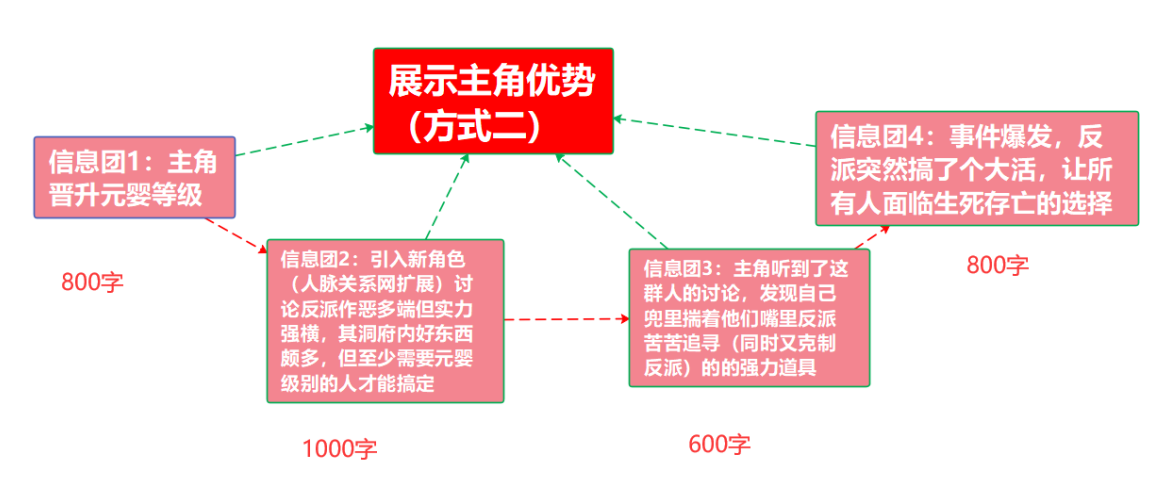 展示主角优势
（方式二）
信息团1：主角
晋升元婴等级
800字
信息团2：引入新角色
（人脉关系网扩展）讨
论反派作恶多端但实力
强横，其洞府内好东西
颇多，但至少需要元婴
级别的人才能搞定
1000字
信息团3：主角听到了这
群人的讨论，发现自己
兜里揣着他们嘴里反派
苦苦追寻（同时又克制
反派）的的强力道具
600字
信息团4：事件爆发，反
派突然搞了个大活，让所
有人面临生死存亡的选择
800字